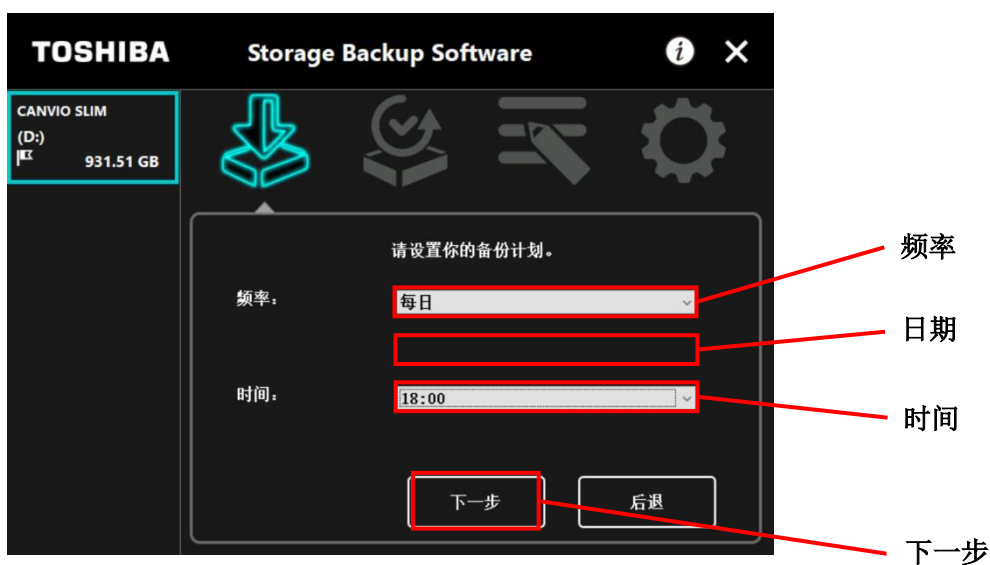 TOSHIBA Storage Backup Software i ×
CANVIO SLIM
(D:)
931.51 GB
请设置你的备份计划。
频率:
每日
时间:
18:00
下一步
后退
频率
日期
时间
下一步